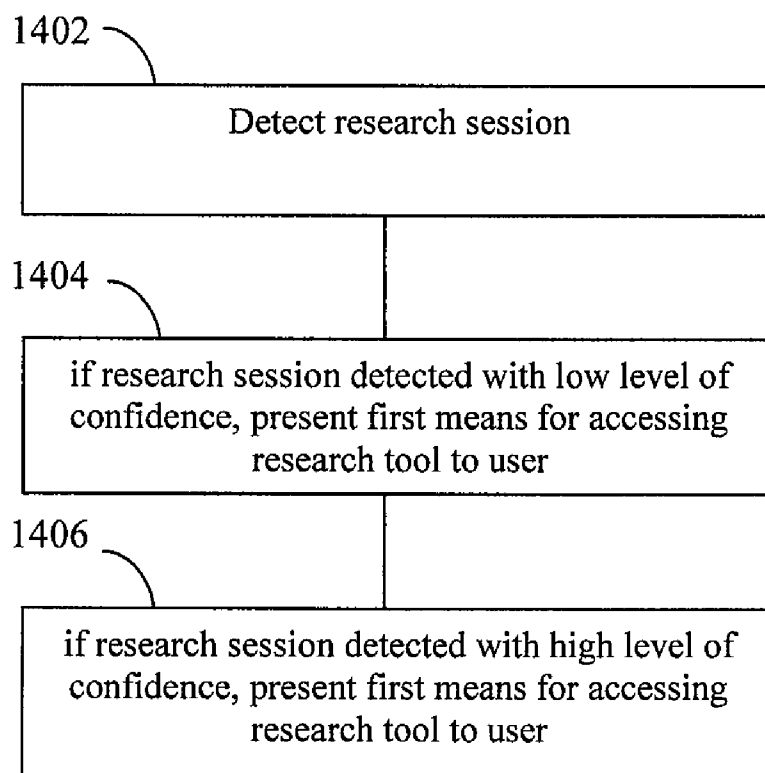 1402
Detect research session
1404
if research session detected with low level of
confidence, present first means for accessing
research tool to user
1406
if research session detected with high level of
confidence, present first means for accessing
research tool to user